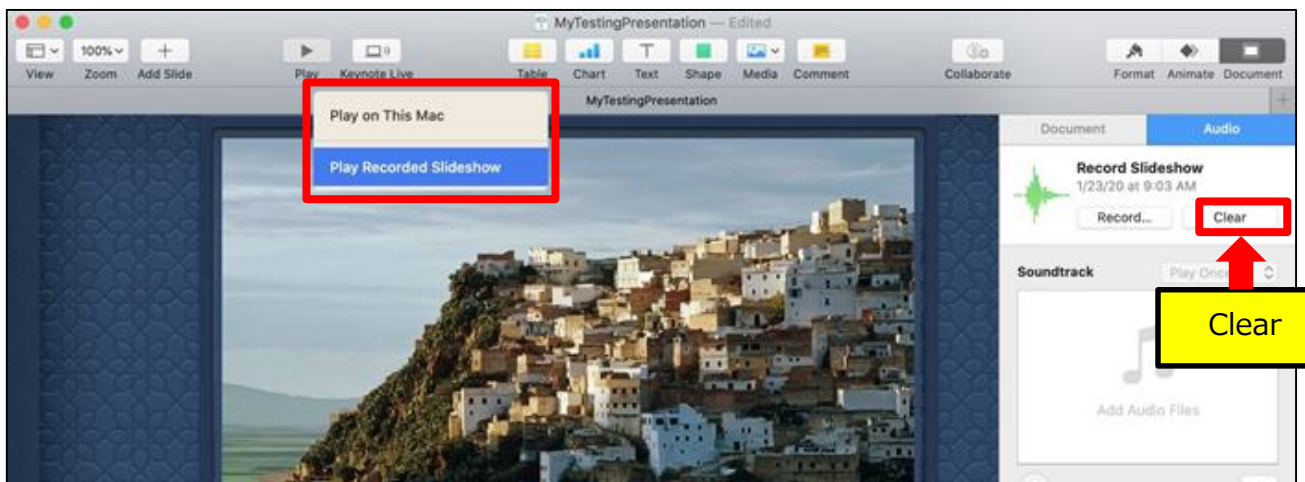 MyTestingPresentation — Edited
100%
View Zoom Add Slide Play Keynote Live Table Chart Text Shape Media Comment Collaborate Format Animate Document
MyTestingPresentation
Play on This Mac
Play Recorded Slideshow
Document Audio
Record Slideshow
1/23/20 at 9:03 AM
Record... Clear
Soundtrack Play Once
Clear
Add Audio Files